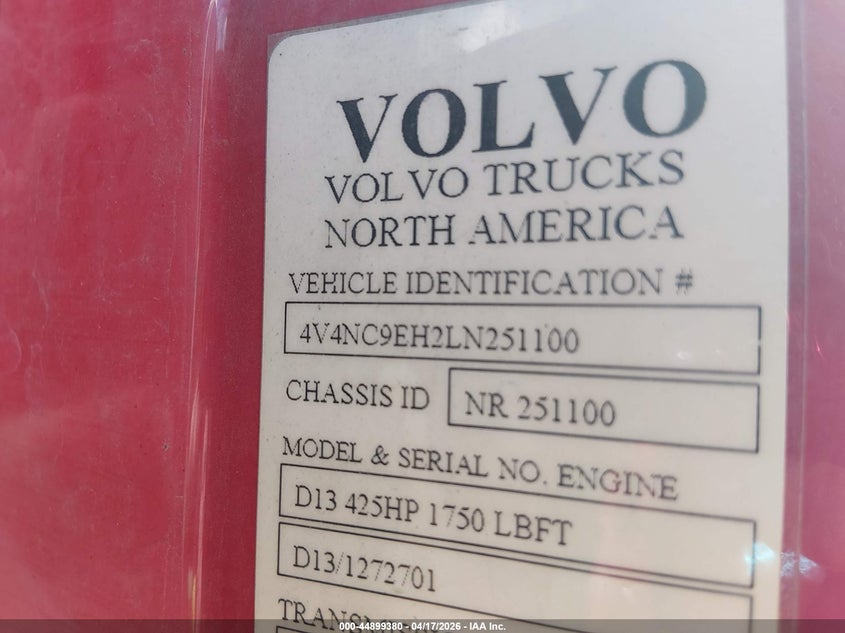 VOLVO
VOLVO TRUCKS
NORTH AMERICA
VEHICLE IDENTIFICATION #
4V4NC9EH2LN251100
CHASSIS ID NR 251100
MODEL & SERIAL NO. ENGINE
D13 425HP 1750 LBFT
D13/1272701
000-44899380 - 04/17/2026 - IAA Inc.